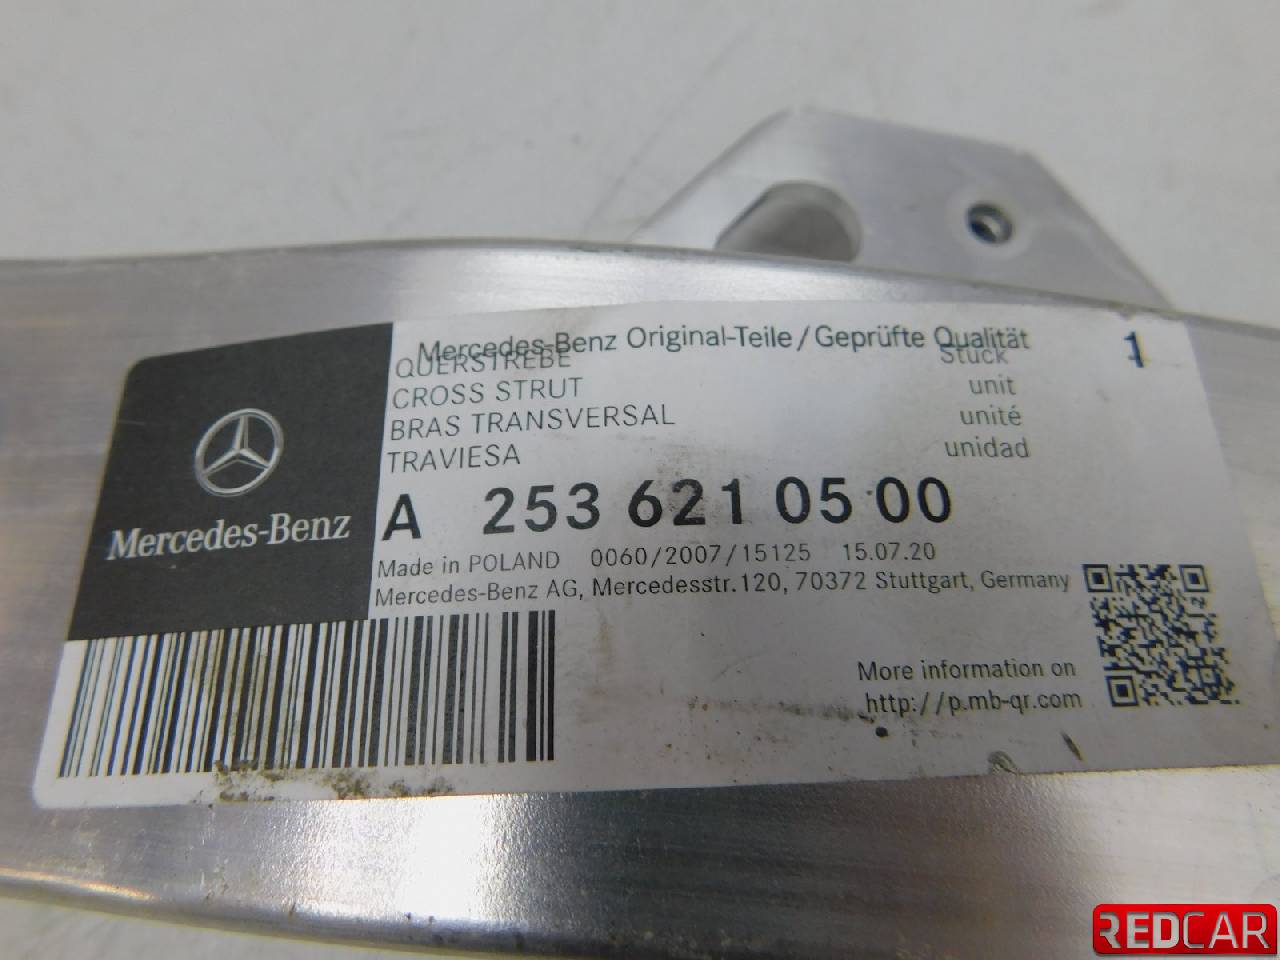 Mercedes-Benz Original-Teile/Geprüfte Qualität 1
QUERSTREBE Stück
CROSS STRUT unit
BRAS TRANSVERSAL unité
TRAVIESA unidad
Mercedes-Benz
A 253 621 05 00
Made in POLAND 0060/2007/15125 15.07.20
Mercedes-Benz AG, Mercedesstr.120, 70372 Stuttgart, Germany
More information on
http://p.mb-qr.com
REDCAR